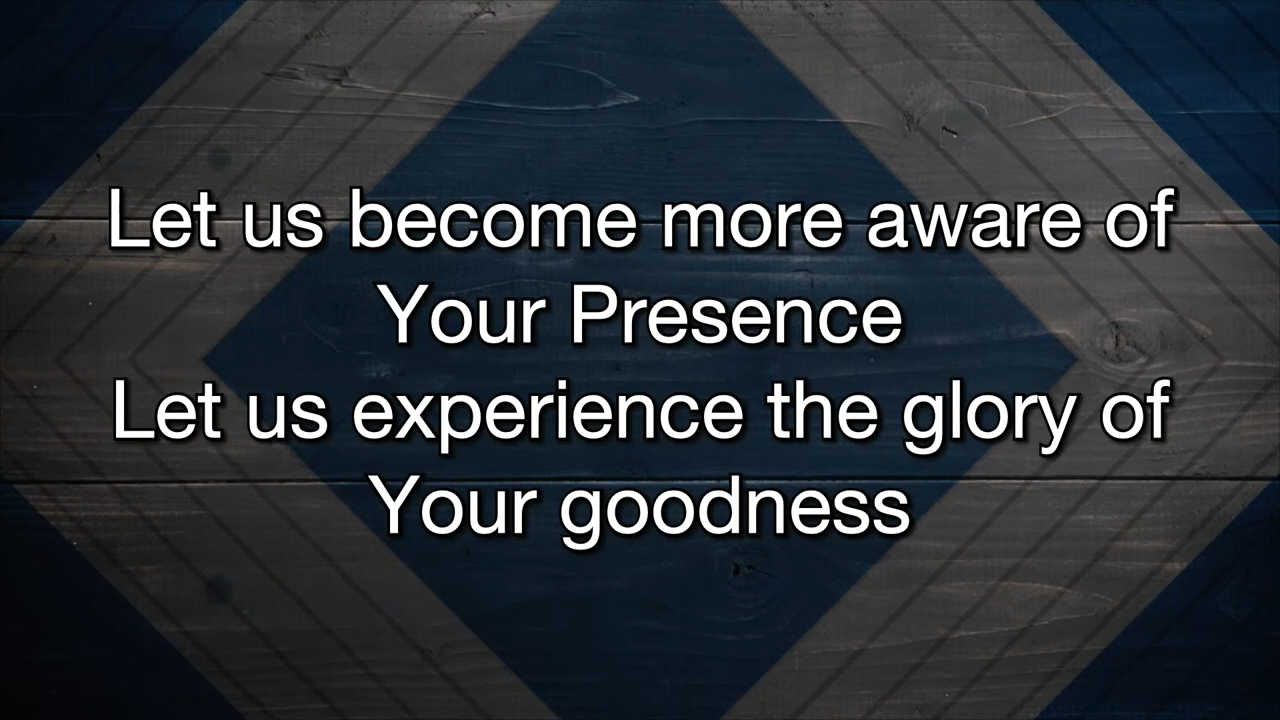 Let us become more aware of
Your Presence
Let us experience the glory of
Your goodness